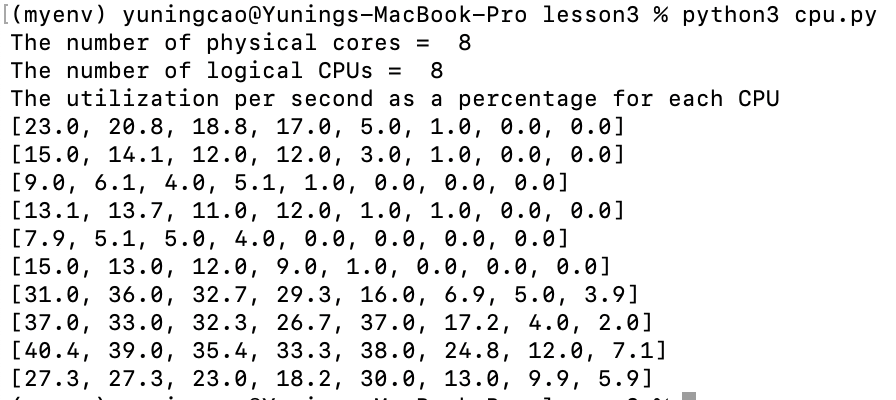 [(myenv) yuningcao@Yunings-MacBook-Pro lesson3 % python3 cpu.py
The number of physical cores =  8
The number of logical CPUs =  8
The utilization per second as a percentage for each CPU
[23.0, 20.8, 18.8, 17.0, 5.0, 1.0, 0.0, 0.0]
[15.0, 14.1, 12.0, 12.0, 3.0, 1.0, 0.0, 0.0]
[9.0, 6.1, 4.0, 5.1, 1.0, 0.0, 0.0, 0.0]
[13.1, 13.7, 11.0, 12.0, 1.0, 1.0, 0.0, 0.0]
[7.9, 5.1, 5.0, 4.0, 0.0, 0.0, 0.0, 0.0]
[15.0, 13.0, 12.0, 9.0, 1.0, 0.0, 0.0, 0.0]
[31.0, 36.0, 32.7, 29.3, 16.0, 6.9, 5.0, 3.9]
[37.0, 33.0, 32.3, 26.7, 37.0, 17.2, 4.0, 2.0]
[40.4, 39.0, 35.4, 33.3, 38.0, 24.8, 12.0, 7.1]
[27.3, 27.3, 23.0, 18.2, 30.0, 13.0, 9.9, 5.9]